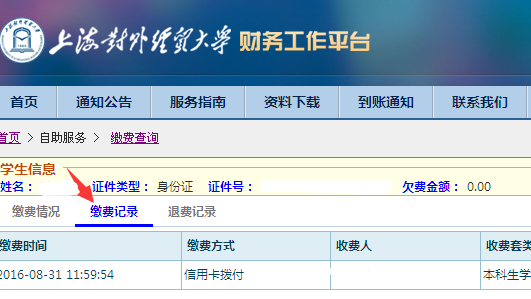 上海对外经贸大学 财务工作平台
首页 通知公告 服务指南 资料下载 到账通知 联系我们
首页 > 自助服务 > 缴费查询
学生信息
姓名： 证件类型： 身份证 证件号： 欠费金额： 0.00
缴费情况 缴费记录 退费记录
缴费时间 缴费方式 收费人 收费套类
2016-08-31 11:59:54 信用卡拨付 本科生学